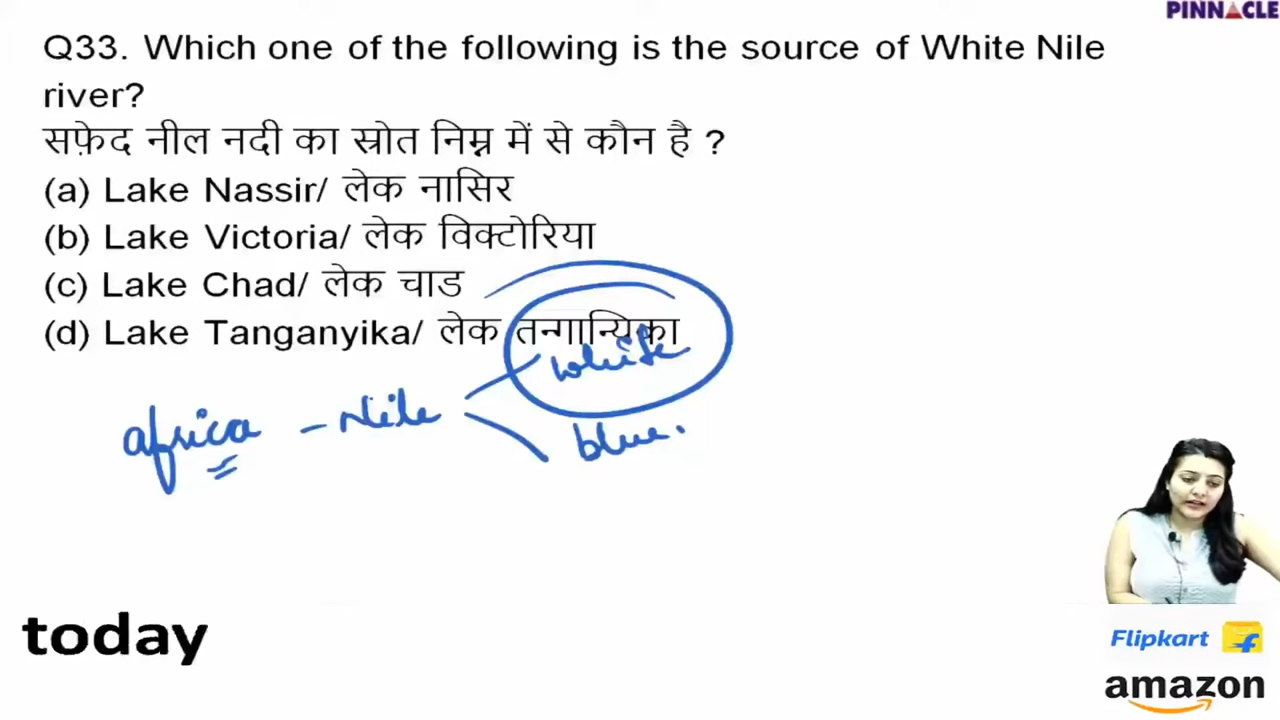 PINNACLE
Q33. Which one of the following is the source of White Nile
river?
सफ़ेद नील नदी का स्रोत निम्न में से कौन है ?
(a) Lake Nassir/ लेक नासिर
(b) Lake Victoria/ लेक विक्टोरिया
(c) Lake Chad/ लेक चाड
(d) Lake Tanganyika/ लेक तन्गान्यिका
white
africa - Nile
blue.
today
Flipkart
amazon